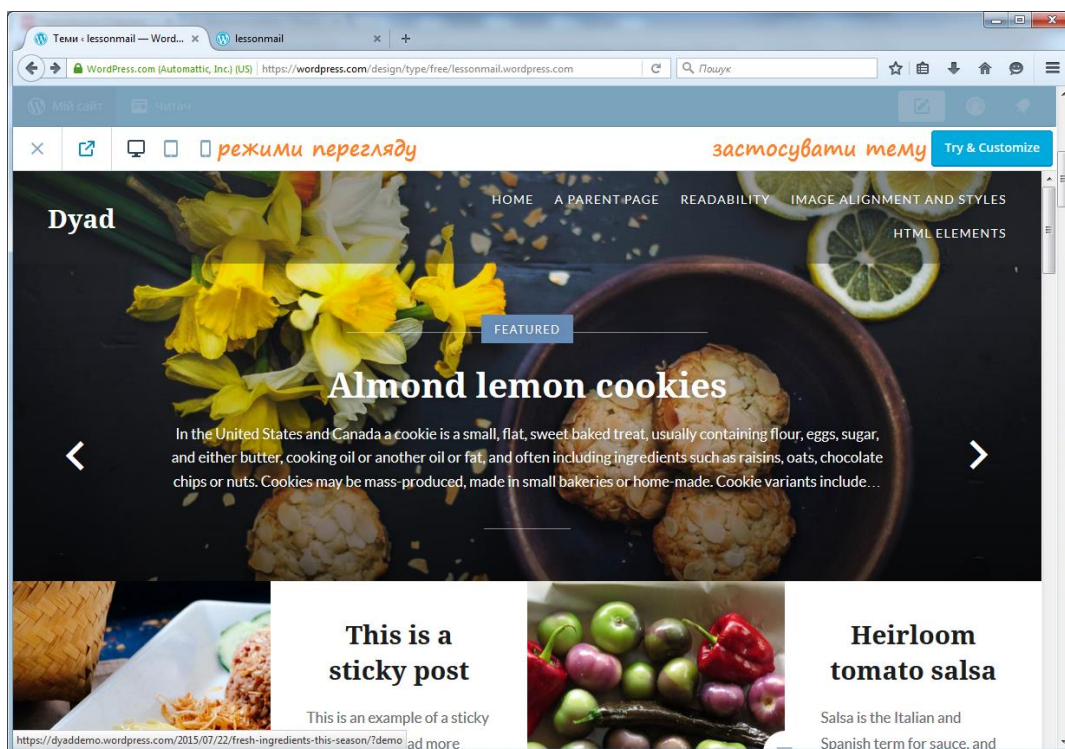 Теми ‹ lessonmail — Word...
lessonmail
WordPress.com (Automattic, Inc.) (US)
https://wordpress.com/design/type/free/lessonmail.wordpress.com
Пошук
Мій сайт
Читач
режими перегляду
застосувати тему
Try & Customize
Dyad
HOME A PARENT PAGE READABILITY IMAGE ALIGNMENT AND STYLES
HTML ELEMENTS
FEATURED
Almond lemon cookies
In the United States and Canada a cookie is a small, flat, sweet baked treat, usually containing flour, eggs, sugar,
and either butter, cooking oil or another oil or fat, and often including ingredients such as raisins, oats, chocolate
chips or nuts. Cookies may be mass-produced, made in small bakeries or home-made. Cookie variants include…
This is a
sticky post
This is an example of a sticky
ad more
Heirloom
tomato salsa
Salsa is the Italian and
Spanish term for sauce, and
https://dyaddemo.wordpress.com/2015/07/22/fresh-ingredients-this-season/?demo